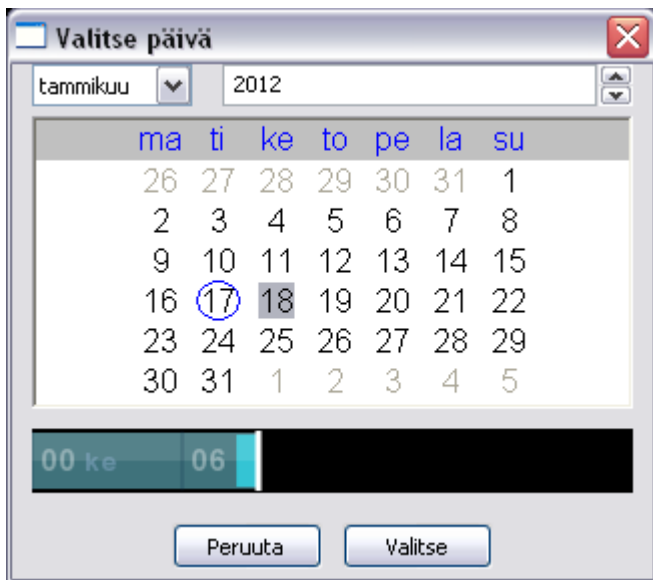 Valitse päivä
tammikuu 2012
ma ti ke to pe la su
26 27 28 29 30 31 1
2 3 4 5 6 7 8
9 10 11 12 13 14 15
16 17 18 19 20 21 22
23 24 25 26 27 28 29
30 31 1 2 3 4 5
00 ke 06
Peruuta Valitse